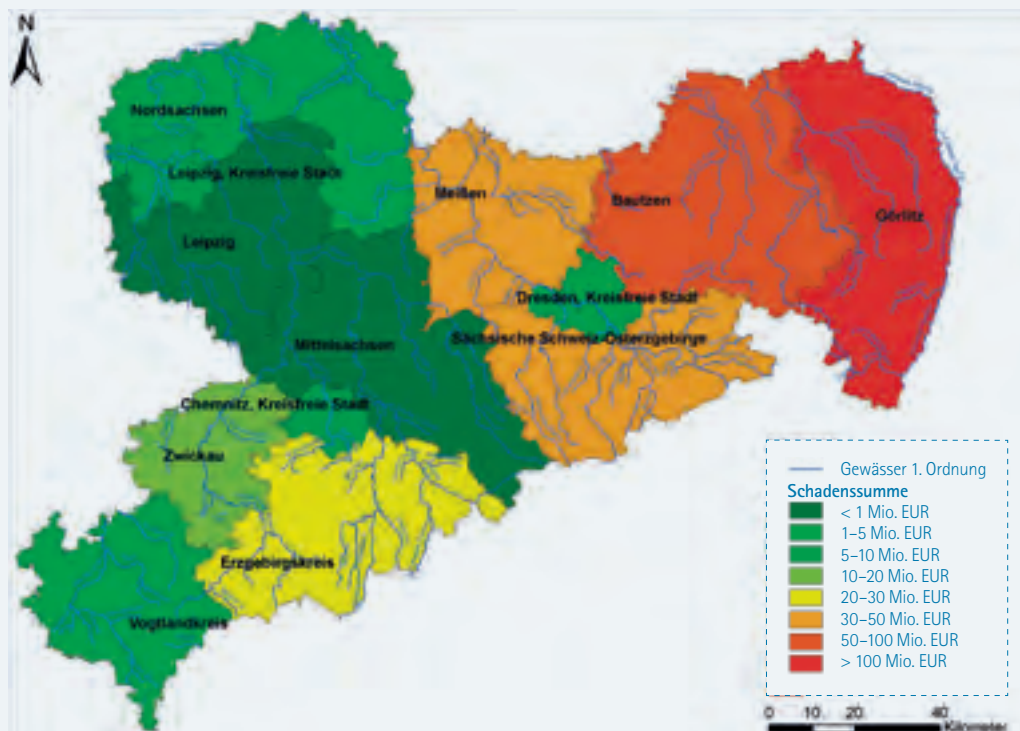 N
Nordsachsen
Leipzig, Kreisfreie Stadt
Meißen
Bautzen
Görlitz
Leipzig
Dresden, Kreisfreie Stadt
Mittelsachsen
Sächsische Schweiz-Osterzgebirge
Chemnitz, Kreisfreie Stadt
Zwickau
Erzgebirgskreis
Vogtlandkreis
Gewässer 1. Ordnung
Schadenssumme
< 1 Mio. EUR
1–5 Mio. EUR
5–10 Mio. EUR
10–20 Mio. EUR
20–30 Mio. EUR
30–50 Mio. EUR
50–100 Mio. EUR
> 100 Mio. EUR
0 10 20 40
Kilometer